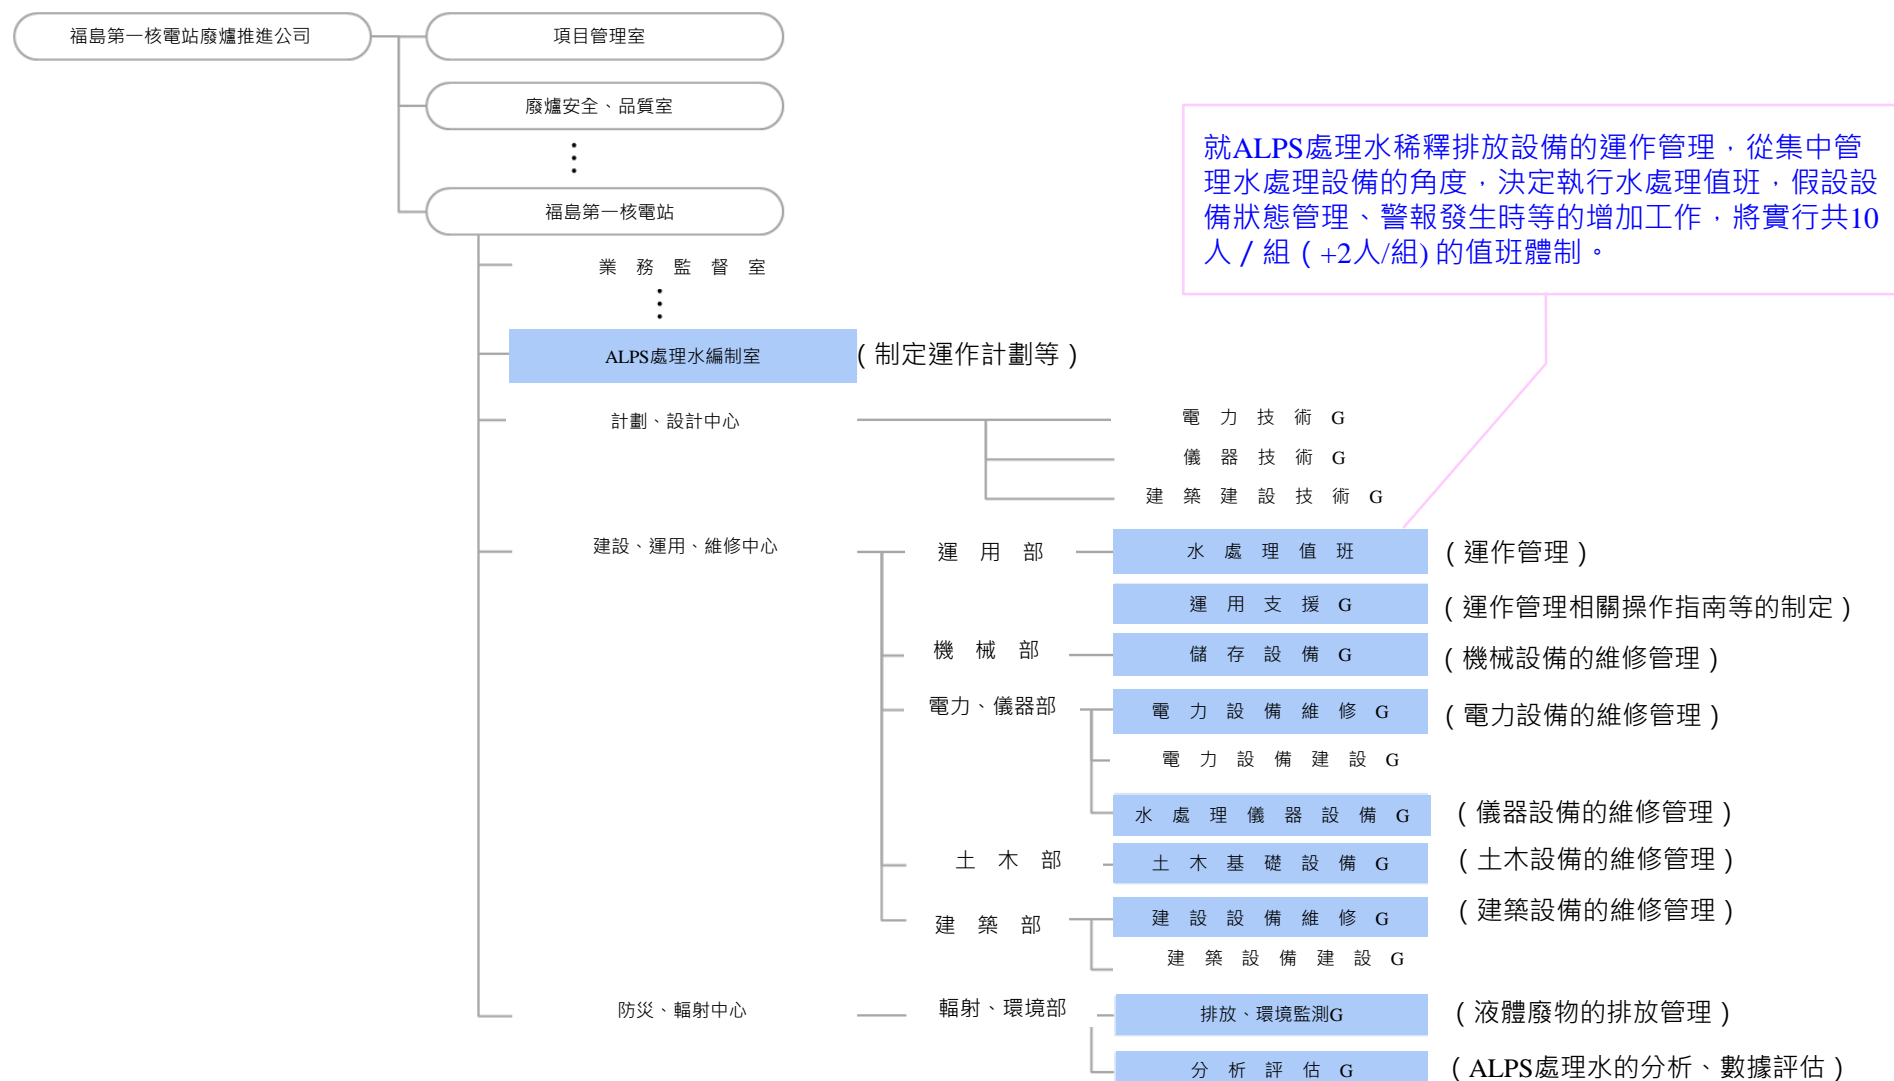 福島第一核電站廢爐推進公司
項目管理室
廢爐安全、品質室
福島第一核電站
就ALPS處理水稀釋排放設備的運作管理，從集中管
理水處理設備的角度，決定執行水處理值班，假設設
備狀態管理、警報發生時等的增加工作，將實行共10
人／組（+2人/組) 的值班體制。
業務監督室
ALPS處理水編制室
（制定運作計劃等）
計劃、設計中心
電力技術G
儀器技術G
建築建設技術G
建設、運用、維修中心
運用部
水處理值班
（運作管理）
運用支援G
（運作管理相關操作指南等的制定）
機械部
儲存設備G
（機械設備的維修管理）
電力、儀器部
電力設備維修G
（電力設備的維修管理）
電力設備建設G
水處理儀器設備G
（儀器設備的維修管理）
土木部
土木基礎設備G
（土木設備的維修管理）
建築部
建設設備維修G
（建築設備的維修管理）
建築設備建設G
防災、輻射中心
輻射、環境部
排放、環境監測G
（液體廢物的排放管理）
分析評估G
（ALPS處理水的分析、數據評估）